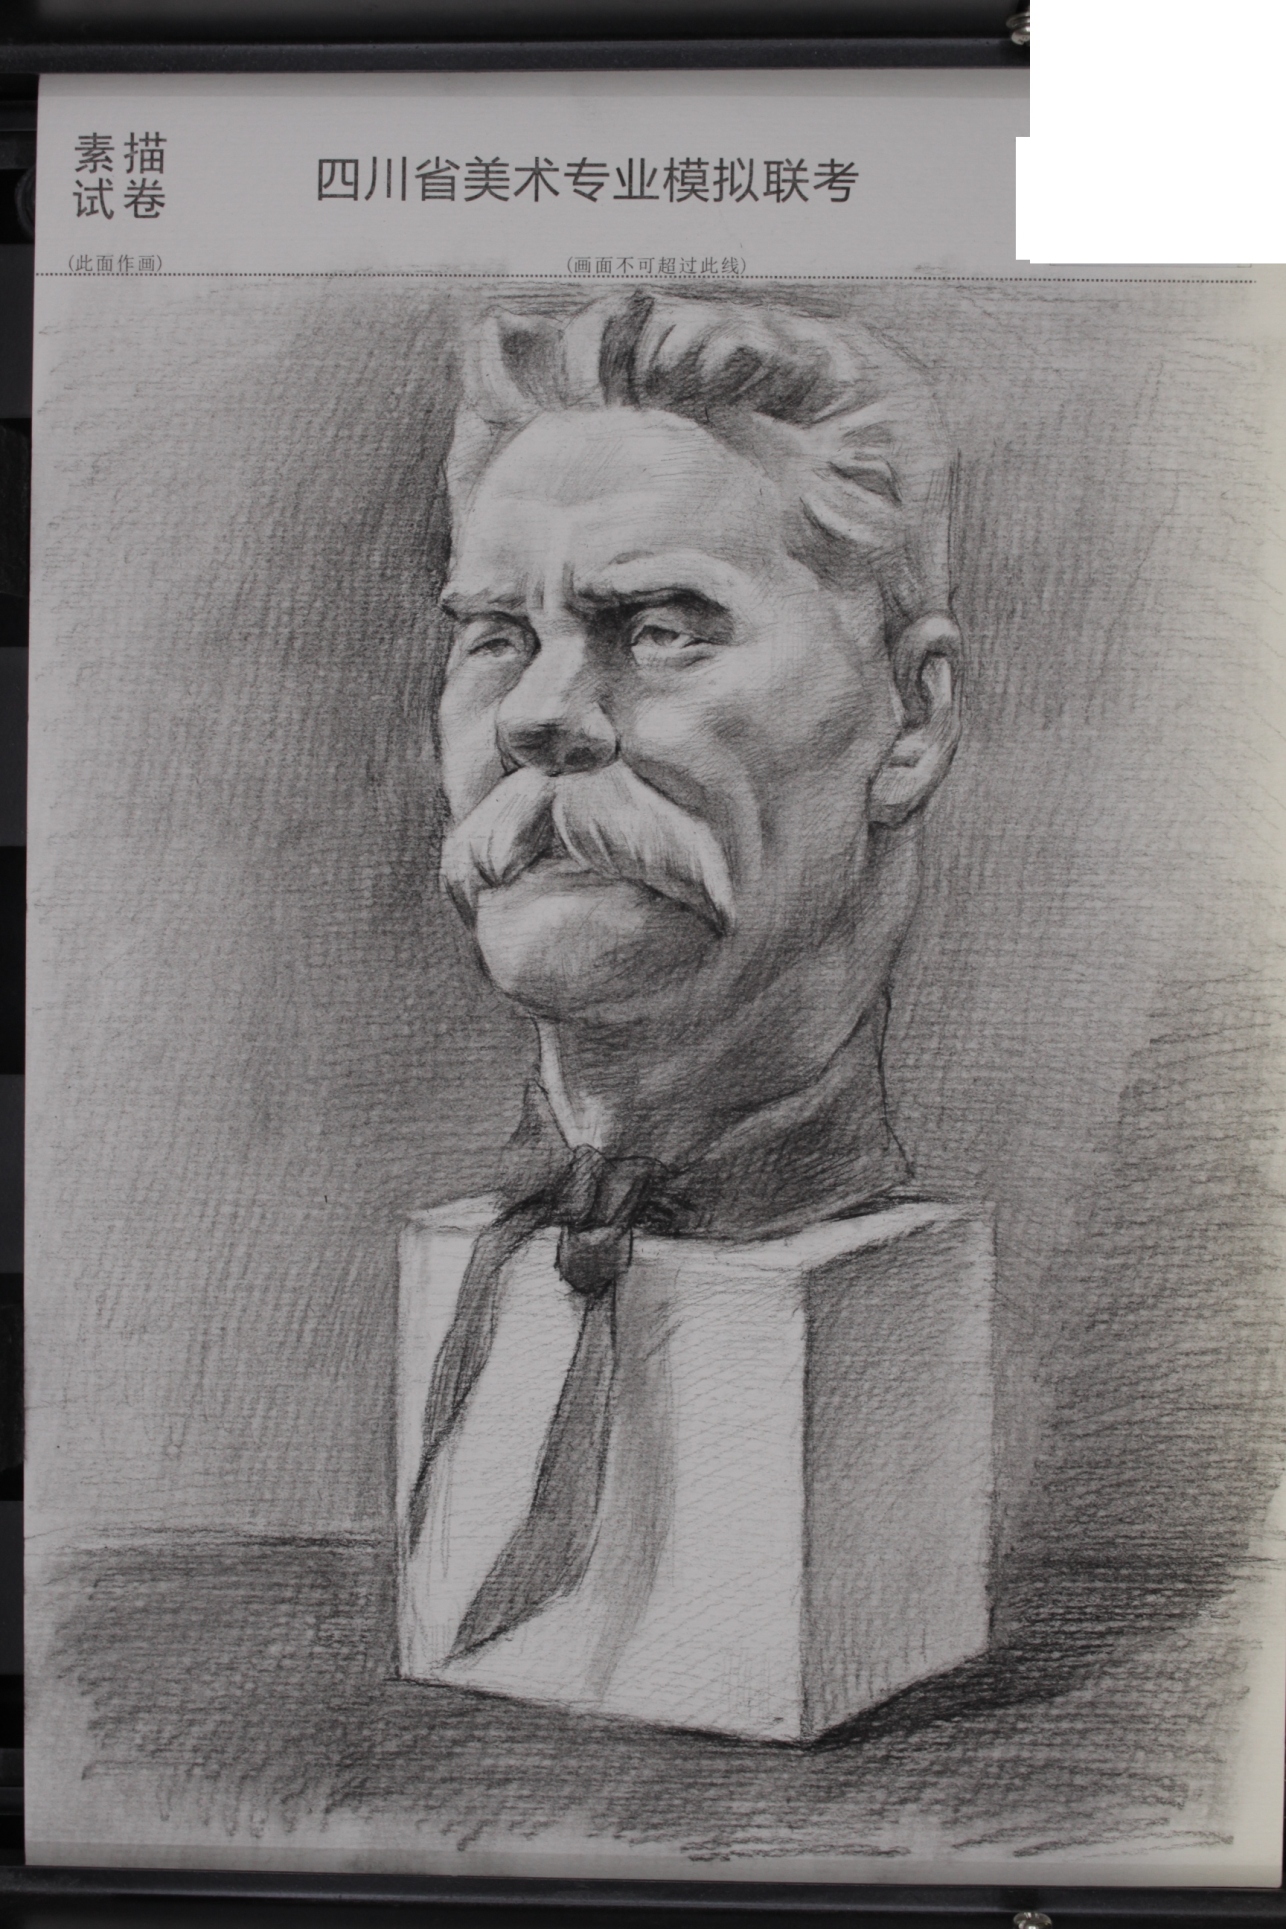 素描
试卷
四川省美术专业模拟联考
(此面作画)
(画面不可超过此线)